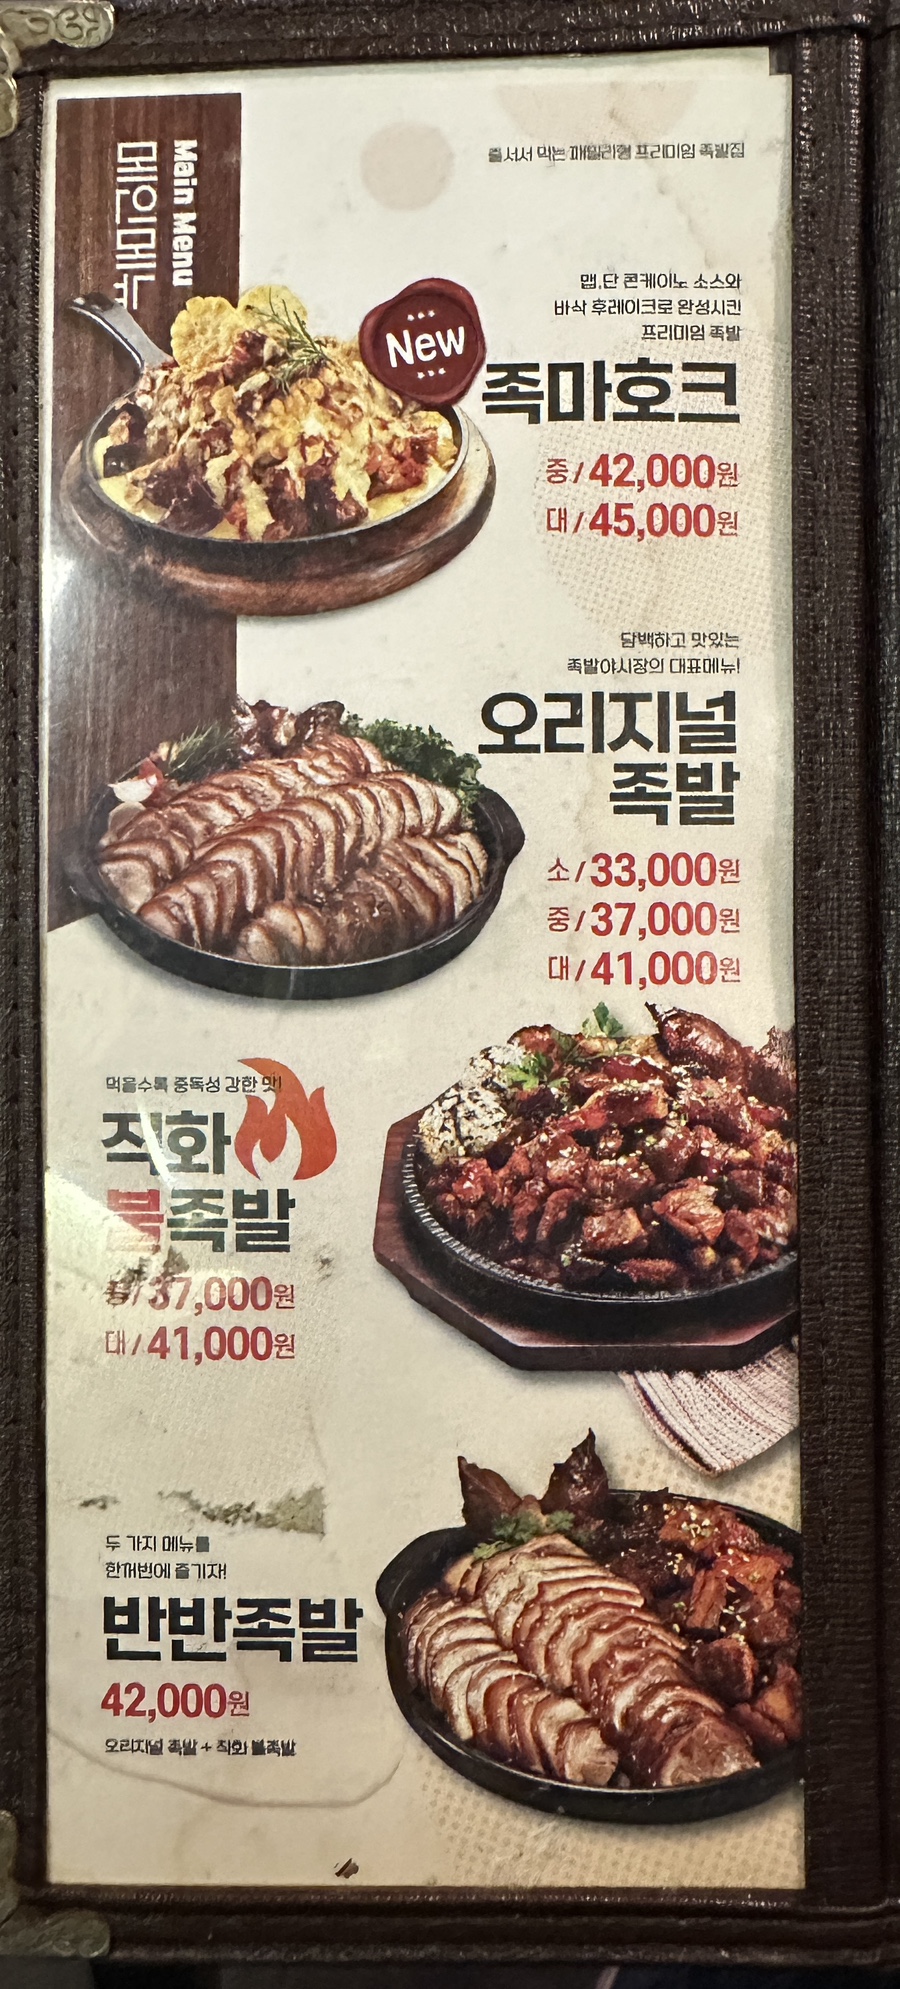 Main Menu
메인메뉴
줄서서 먹는 패밀리형 프리미엄 족발집
맵,단 콘케이노 소스와
바삭 후레이크로 완성시킨
프리미엄 족발
New
족마호크
중 / 42,000원
대 / 45,000원
담백하고 맛있는
족발야시장의 대표메뉴!
오리지널
족발
소 / 33,000원
중 / 37,000원
대 / 41,000원
먹을수록 중독성 강한 맛!
직화
불족발
중 / 37,000원
대 / 41,000원
두 가지 메뉴를
한꺼번에 즐기자!
반반족발
42,000원
오리지널 족발 + 직화 불족발